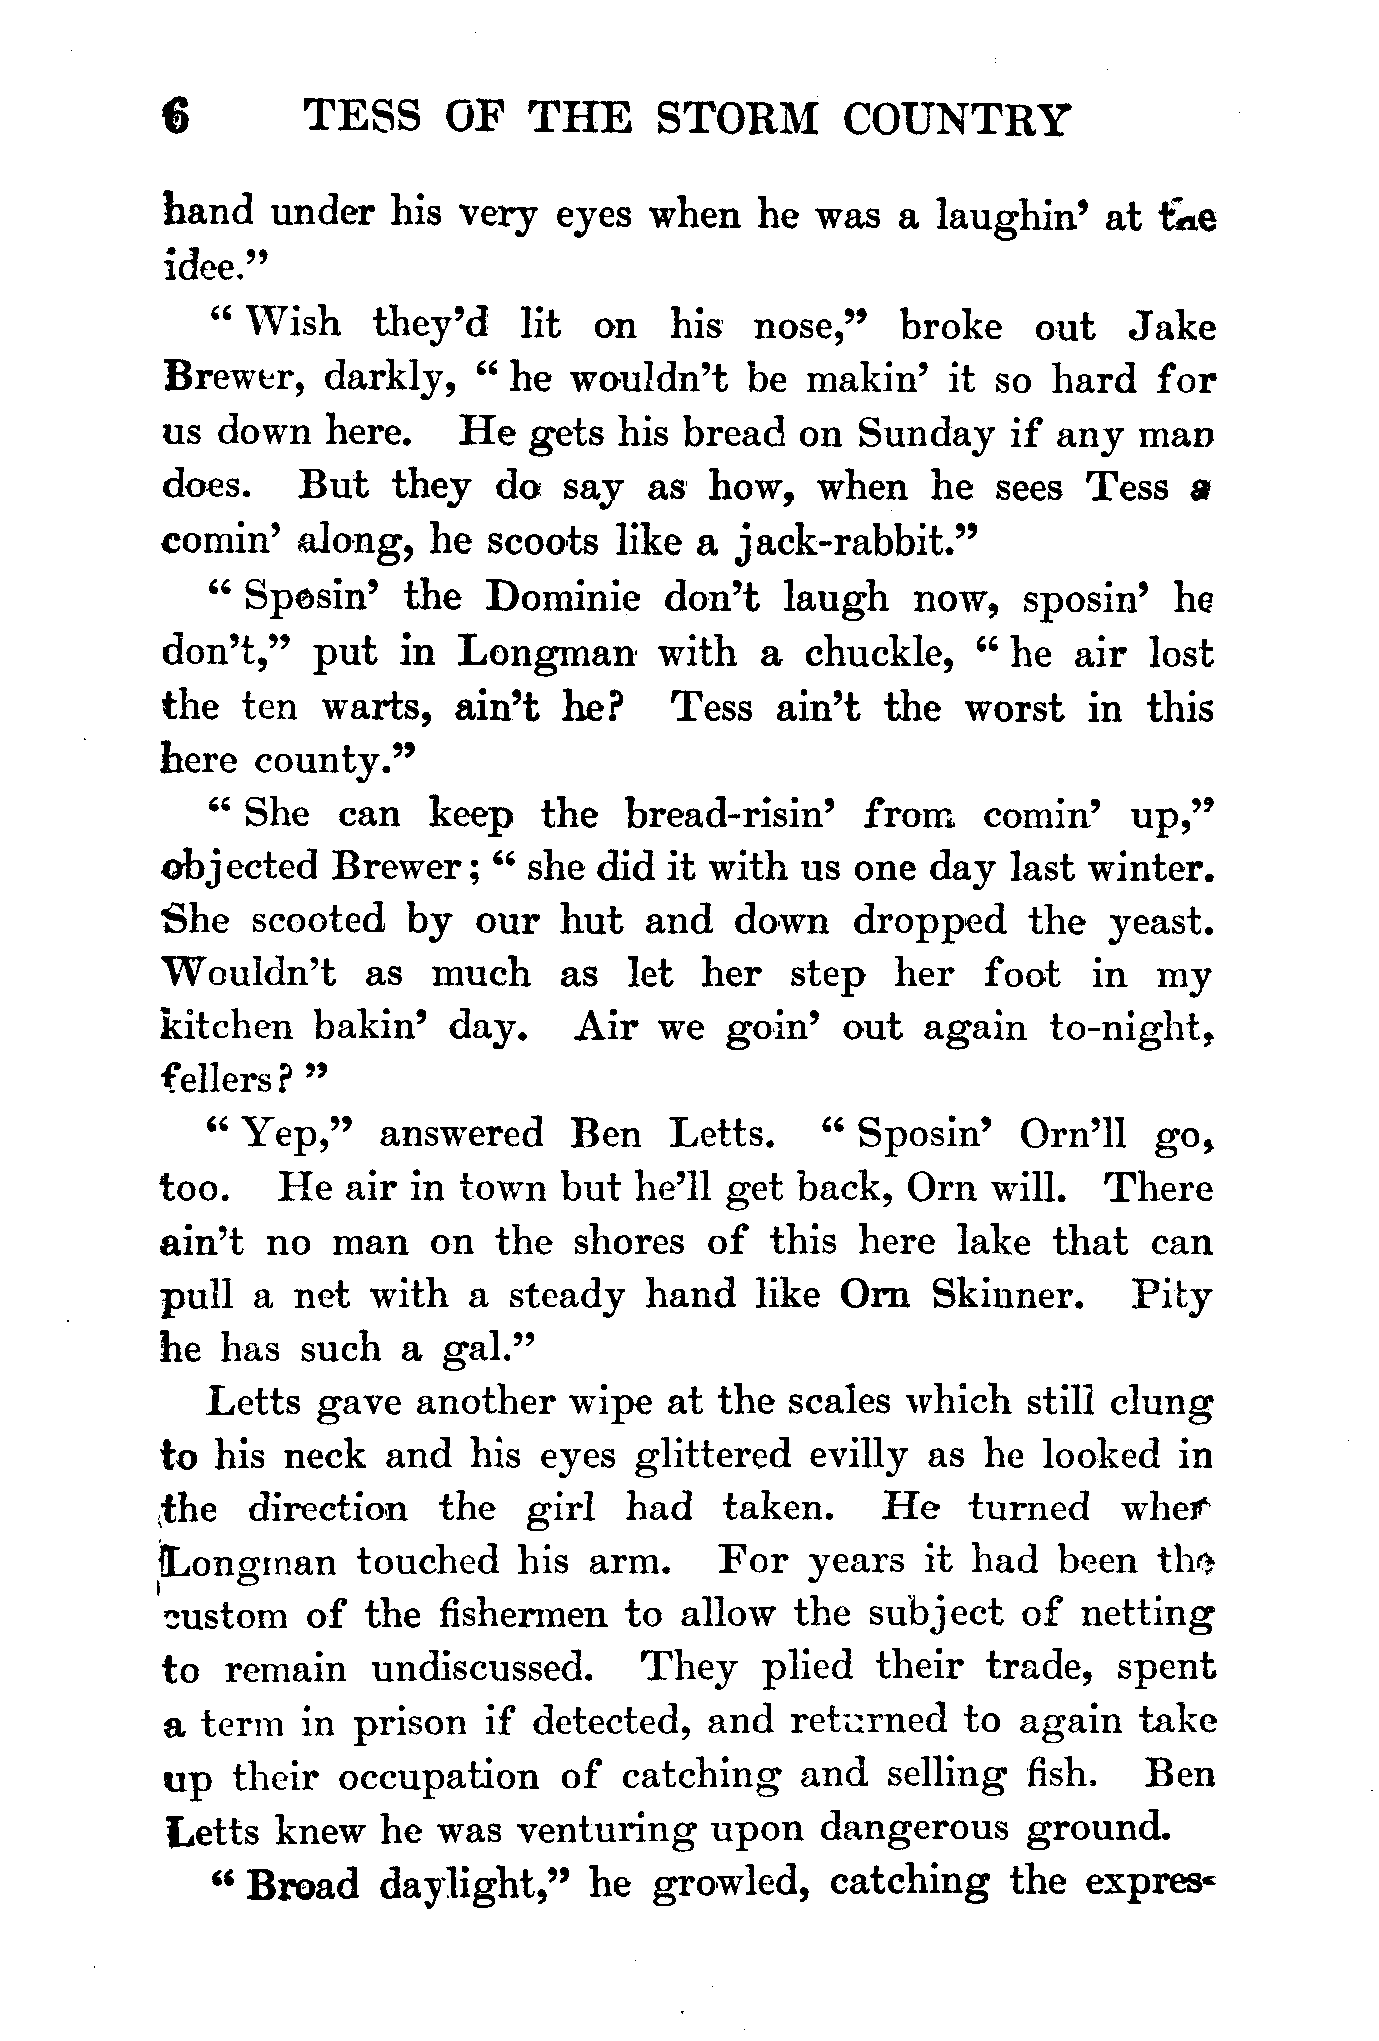 6 TESS OF THE STORM COUNTRY
hand under his very eyes when he was a laughin' at the
idee."
"Wish they'd lit on his nose," broke out Jake
Brewer, darkly, "he wouldn't be makin' it so hard for
us down here. He gets his bread on Sunday if any man
does. But they do say as how, when he sees Tess a
comin' along, he scoots like a jack-rabbit."
"Sposin' the Dominie don't laugh now, sposin' he
don't," put in Longman with a chuckle, "he air lost
the ten warts, ain't he? Tess ain't the worst in this
here county."
"She can keep the bread-risin' from comin' up,"
objected Brewer; "she did it with us one day last winter.
She scooted by our hut and down dropped the yeast.
Wouldn't as much as let her step her foot in my
kitchen bakin' day. Air we goin' out again to-night,
fellers?"
"Yep," answered Ben Letts. "Sposin' Orn'll go,
too. He air in town but he'll get back, Orn will. There
ain't no man on the shores of this here lake that can
pull a net with a steady hand like Orn Skinner. Pity
he has such a gal."
Letts gave another wipe at the scales which still clung
to his neck and his eyes glittered evilly as he looked in
the direction the girl had taken. He turned when
Longman touched his arm. For years it had been the
custom of the fishermen to allow the subject of netting
to remain undiscussed. They plied their trade, spent
a term in prison if detected, and returned to again take
up their occupation of catching and selling fish. Ben
Letts knew he was venturing upon dangerous ground.
"Broad daylight," he growled, catching the expres-